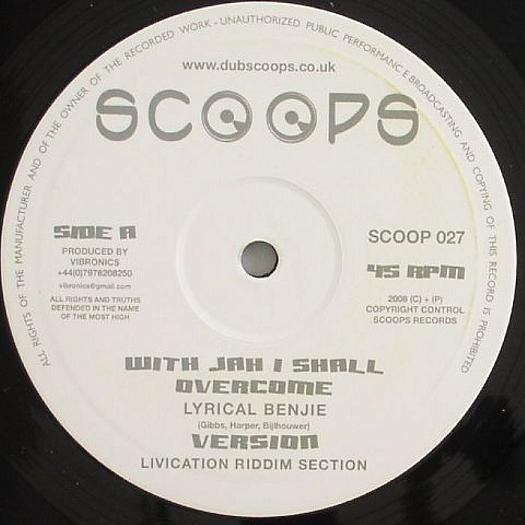 ALL RIGHTS OF THE MANUFACTURER AND OF THE OWNER OF THE RECORDED WORK - UNAUTHORIZED PUBLIC PERFORMANCE BROADCASTING AND COPYING OF THIS RECORD IS PROHIBITED
www.dubscoops.co.uk
SCOOPS
SIDE A
PRODUCED BY
VIBRONICS
+44(0)7976208250
vibronics@gmail.com
ALL RIGHTS AND TRUTHS
DEFENDED IN THE NAME
OF THE MOST HIGH
SCOOP 027
45 RPM
2008 (C) + (P)
COPYRIGHT CONTROL
SCOOPS RECORDS
WITH JAH I SHALL
OVERCOME
LYRICAL BENJIE
(Gibbs, Harper, Bijlhouwer)
VERSION
LIVICATION RIDDIM SECTION